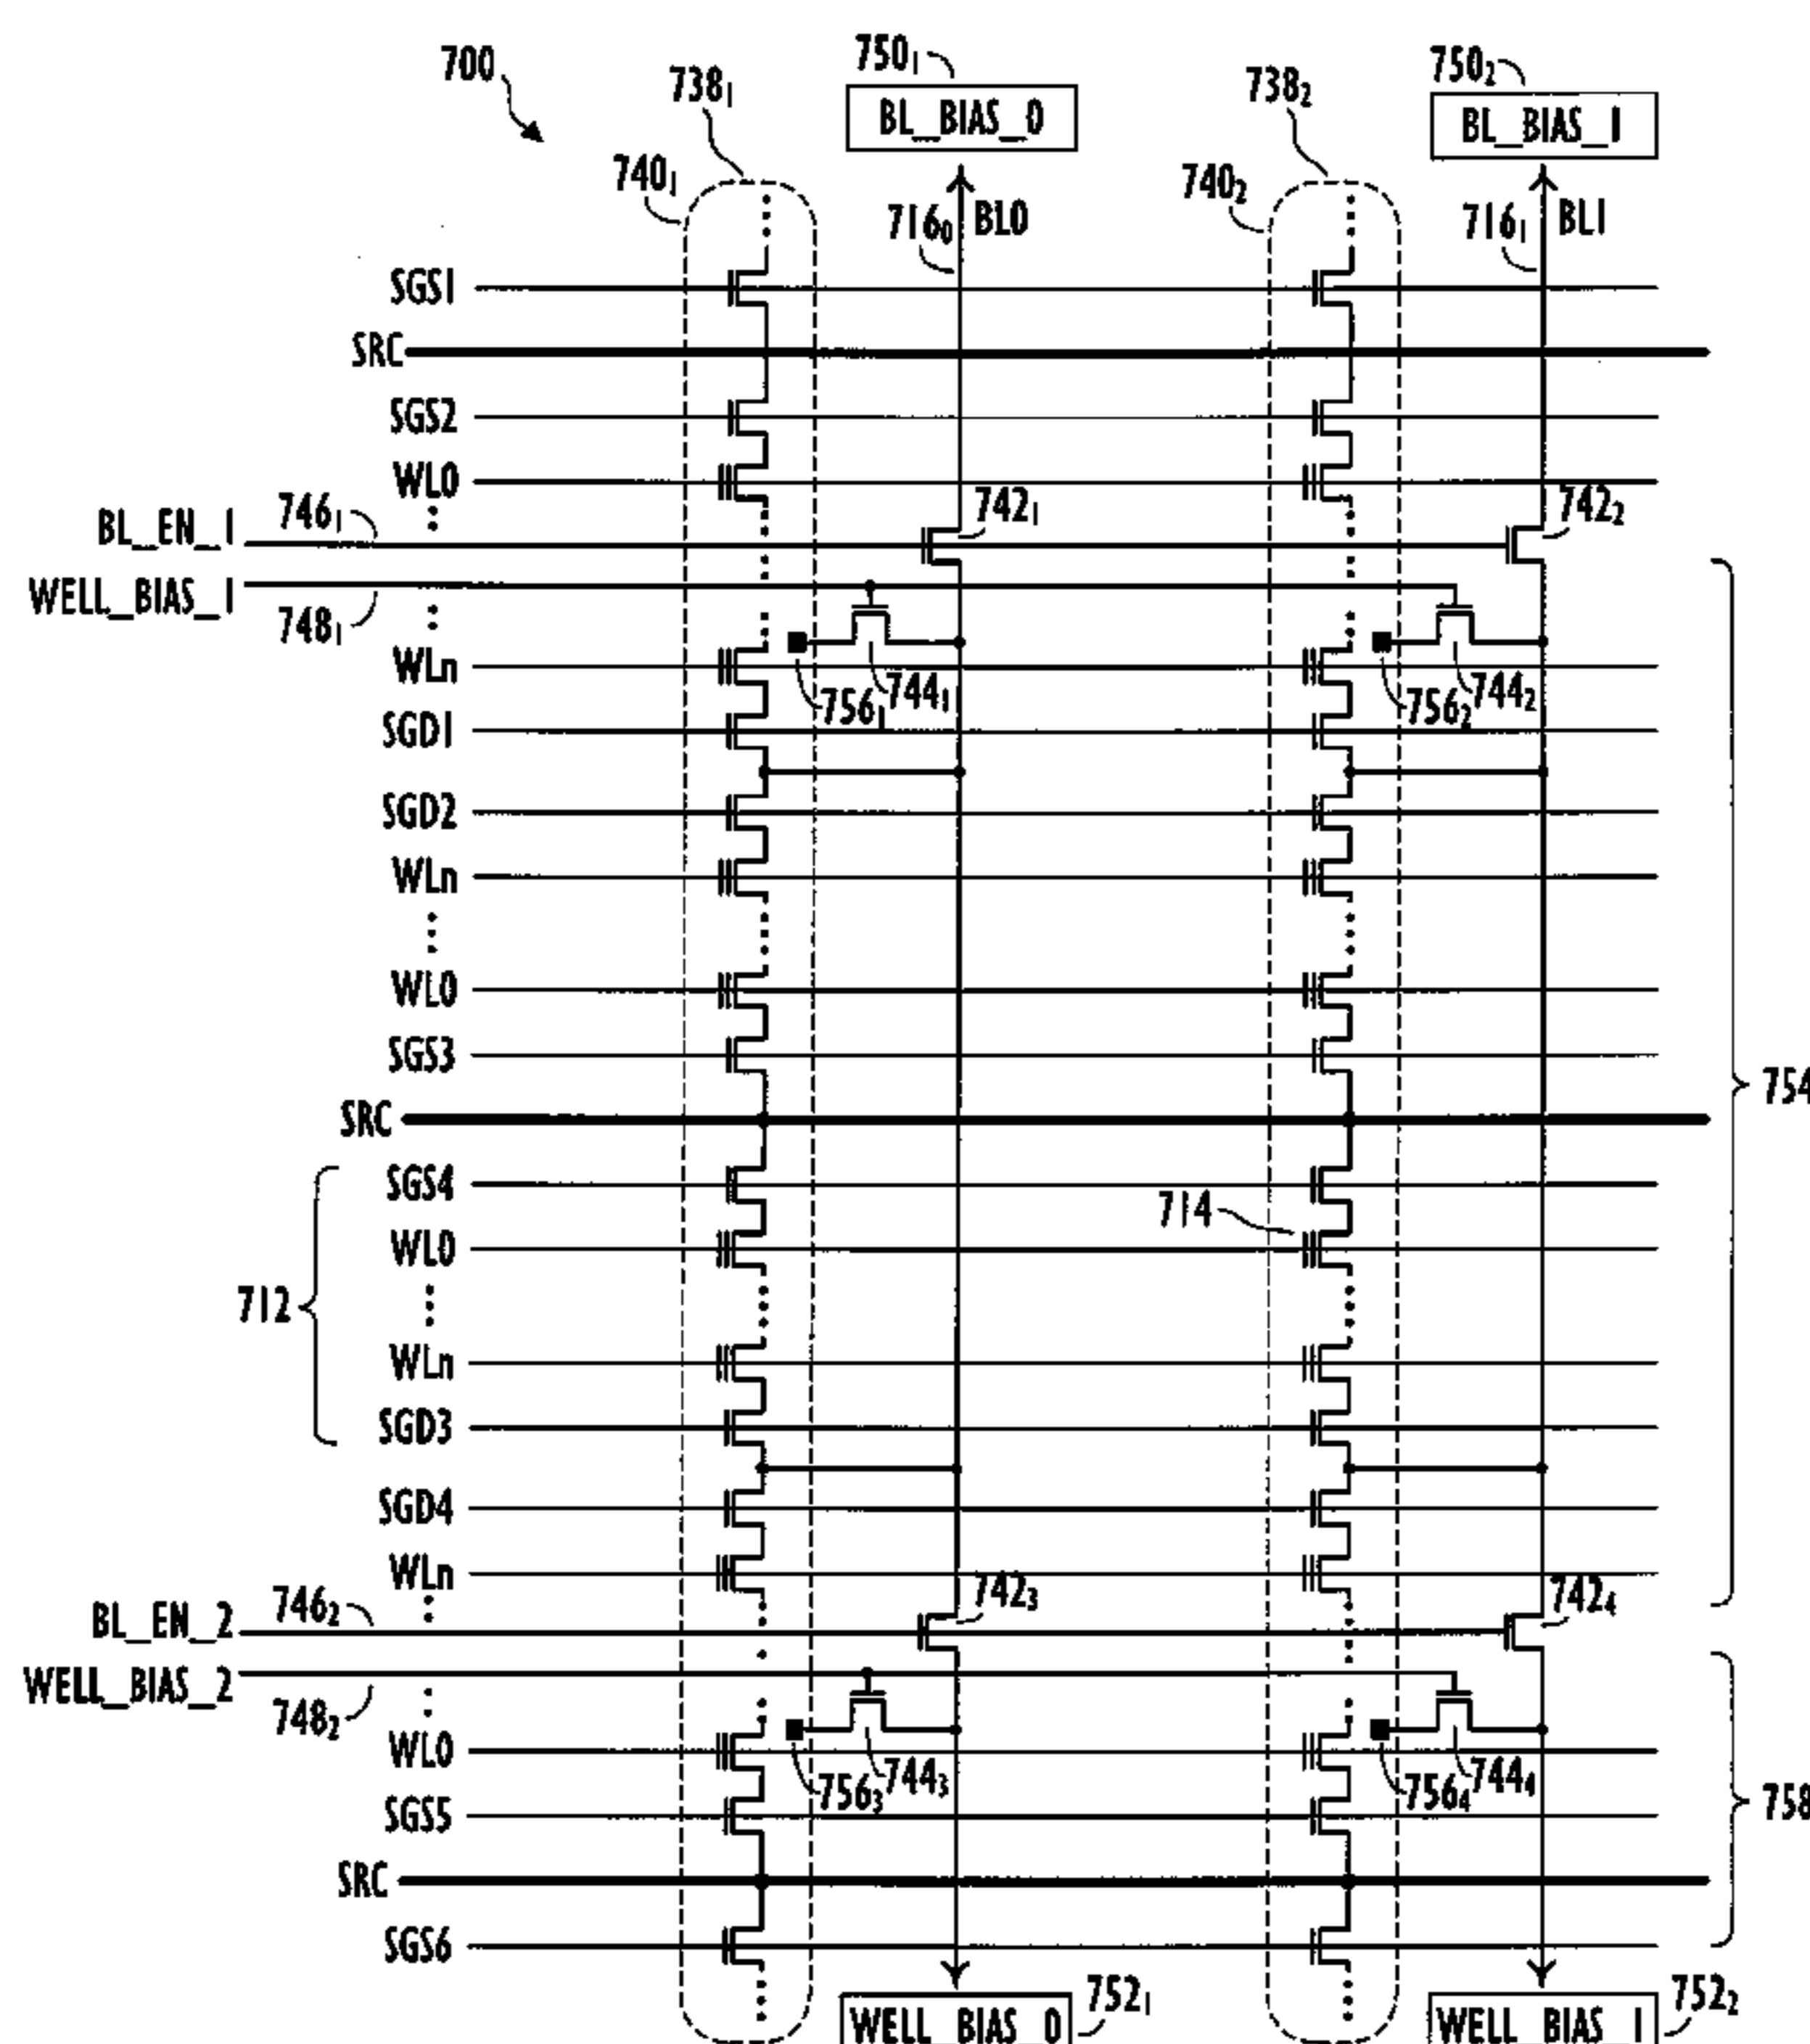 700
738₁
750₁
BL_BIAS_0
738₂
750₂
BL_BIAS_1
740₁
716₀
BL0
740₂
716₁
BL1
SGS1
SRC
SGS2
WL0
BL_EN_1
746₁
742₁
742₂
WELL_BIAS_1
748₁
WLn
756₁
744₁
756₂
744₂
SGD1
SGD2
WLn
WL0
SGS3
754
SRC
SGS4
714
WL0
712
WLn
SGD3
SGD4
WLn
BL_EN_2
746₂
742₃
742₄
WELL_BIAS_2
748₂
WL0
756₃
744₃
756₄
744₄
758
SGS5
SRC
SGS6
WELL_BIAS_0
752₁
WELL_BIAS_1
752₂